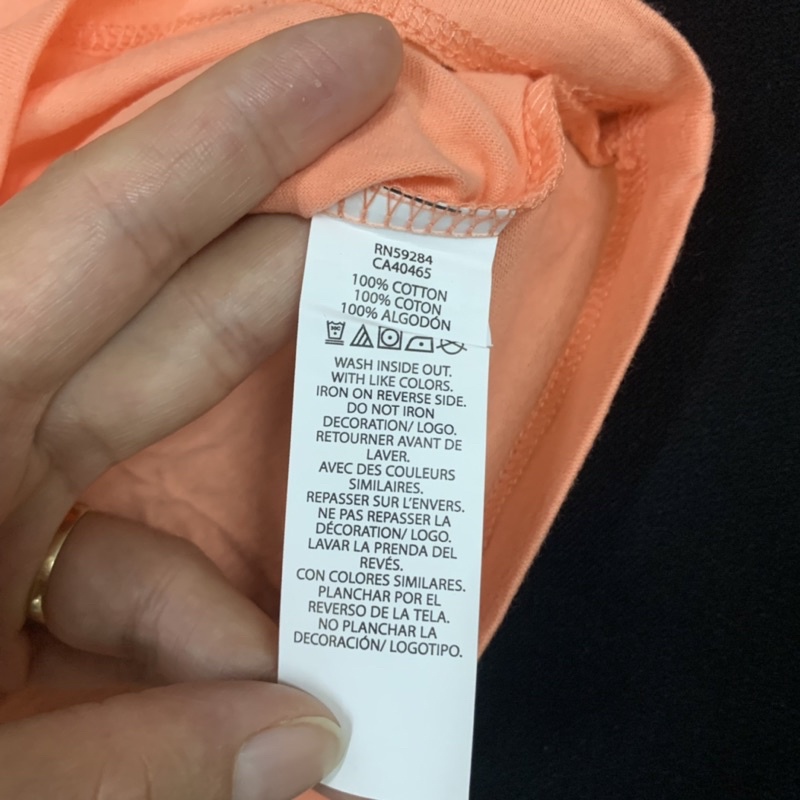 RN59284
CA40465
100% COTTON
100% COTON
100% ALGODÓN
WASH INSIDE OUT.
WITH LIKE COLORS.
IRON ON REVERSE SIDE.
DO NOT IRON
DECORATION/ LOGO.
RETOURNER AVANT DE
LAVER.
AVEC DES COULEURS
SIMILAIRES.
REPASSER SUR L'ENVERS.
NE PAS REPASSER LA
DÉCORATION/ LOGO.
LAVAR LA PRENDA DEL
REVÉS.
CON COLORES SIMILARES.
PLANCHAR POR EL
REVERSO DE LA TELA.
NO PLANCHAR LA
DECORACIÓN/ LOGOTIPO.